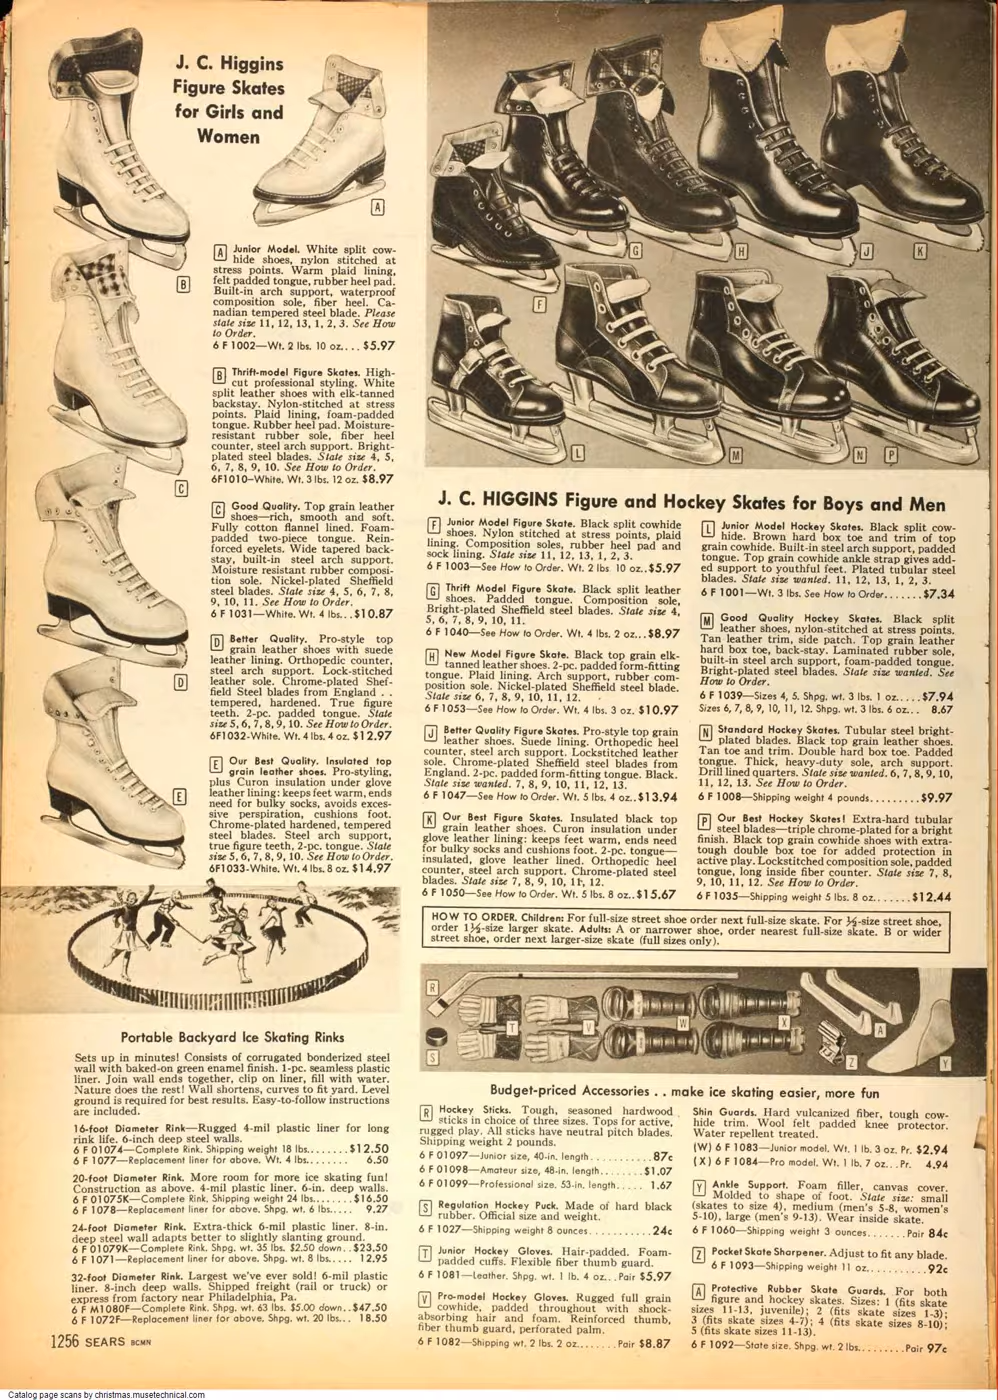 J. C. Higgins
Figure Skates
for Girls and
Women
A
B
C
D
E
A Junior Model. White split cow-
hide shoes, nylon stitched at
stress points. Warm plaid lining,
felt padded tongue, rubber heel pad.
Built-in arch support, waterproof
composition sole, fiber heel. Ca-
nadian tempered steel blade. Please
state size 11, 12, 13, 1, 2, 3. See How
to Order.
6 F 1002—Wt. 2 lbs. 10 oz.... $5.97
B Thrift-model Figure Skates. High-
cut professional styling. White
split leather shoes with elk-tanned
backstay. Nylon-stitched at stress
points. Plaid lining, foam-padded
tongue. Rubber heel pad. Moisture-
resistant rubber sole, fiber heel
counter, steel arch support. Bright-
plated steel blades. State size 4, 5,
6, 7, 8, 9, 10. See How to Order.
6F1010–White. Wt. 3 lbs. 12 oz. $8.97
C Good Quality. Top grain leather
shoes—rich, smooth and soft.
Fully cotton flannel lined. Foam-
padded two-piece tongue. Rein-
forced eyelets. Wide tapered back-
stay, built-in steel arch support.
Moisture resistant rubber composi-
tion sole. Nickel-plated Sheffield
steel blades. State size 4, 5, 6, 7, 8,
9, 10, 11. See How to Order.
6 F 1031—White. Wt. 4 lbs... $10.87
D Better Quality. Pro-style top
grain leather shoes with suede
leather lining. Orthopedic counter,
steel arch support. Lock-stitched
leather sole. Chrome-plated Shef-
field Steel blades from England . .
tempered, hardened. True figure
teeth. 2-pc. padded tongue. State
size 5, 6, 7, 8, 9, 10. See How to Order.
6F1032-White. Wt. 4 lbs. 4 oz. $12.97
E Our Best Quality. Insulated top
grain leather shoes. Pro-styling,
plus Curon insulation under glove
leather lining: keeps feet warm, ends
need for bulky socks, avoids exces-
sive perspiration, cushions foot.
Chrome-plated hardened, tempered
steel blades. Steel arch support,
true figure teeth, 2-pc. tongue. State
size 5, 6, 7, 8, 9, 10. See How to Order.
6F1033-White. Wt. 4 lbs. 8 oz. $14.97
Portable Backyard Ice Skating Rinks
Sets up in minutes! Consists of corrugated bonderized steel
wall with baked-on green enamel finish. 1-pc. seamless plastic
liner. Join wall ends together, clip on liner, fill with water.
Nature does the rest! Wall shortens, curves to fit yard. Level
ground is required for best results. Easy-to-follow instructions
are included.
16-foot Diameter Rink—Rugged 4-mil plastic liner for long
rink life. 6-inch deep steel walls.
6 F 01074—Complete Rink. Shipping weight 18 lbs.......$12.50
6 F 1077—Replacement liner for above. Wt. 4 lbs........ 6.50
20-foot Diameter Rink. More room for more ice skating fun!
Construction as above. 4-mil plastic liner. 6-in. deep walls.
6 F 01075K—Complete Rink. Shipping weight 24 lbs.......$16.50
6 F 1078—Replacement liner for above. Shpg. wt. 6 lbs.... 9.27
24-foot Diameter Rink. Extra-thick 6-mil plastic liner. 8-in.
deep steel wall adapts better to slightly slanting ground.
6 F 01079K—Complete Rink. Shpg. wt. 35 lbs. $2.50 down..$23.50
6 F 1071—Replacement liner for above. Shpg. wt. 8 lbs.... 12.95
32-foot Diameter Rink. Largest we've ever sold! 6-mil plastic
liner. 8-inch deep walls. Shipped freight (rail or truck) or
express from factory near Philadelphia, Pa.
6 F M1080F—Complete Rink. Shpg. wt. 63 lbs. $5.00 down..$47.50
6 F 1072F—Replacement liner for above. Shpg. wt. 20 lbs... 18.50
1256 SEARS BCMN
F
G
H
J
K
L
M
N
P
J. C. HIGGINS Figure and Hockey Skates for Boys and Men
F Junior Model Figure Skate. Black split cowhide
shoes. Nylon stitched at stress points, plaid
lining. Composition soles, rubber heel pad and
sock lining. State size 11, 12, 13, 1, 2, 3.
6 F 1003—See How to Order. Wt. 2 lbs. 10 oz..$5.97
G Thrift Model Figure Skate. Black split leather
shoes. Padded tongue. Composition sole,
Bright-plated Sheffield steel blades. State size 4,
5, 6, 7, 8, 9, 10, 11.
6 F 1040—See How to Order. Wt. 4 lbs. 2 oz...$8.97
H New Model Figure Skate. Black top grain elk-
tanned leather shoes. 2-pc. padded form-fitting
tongue. Plaid lining. Arch support, rubber com-
position sole. Nickel-plated Sheffield steel blade.
State size 6, 7, 8, 9, 10, 11, 12.
6 F 1053—See How to Order. Wt. 4 lbs. 3 oz. $10.97
J Better Quality Figure Skates. Pro-style top grain
leather shoes. Suede lining. Orthopedic heel
counter, steel arch support. Lockstitched leather
sole. Chrome-plated Sheffield steel blades from
England. 2-pc. padded form-fitting tongue. Black.
State size wanted. 7, 8, 9, 10, 11, 12, 13.
6 F 1047—See How to Order. Wt. 5 lbs. 4 oz..$13.94
K Our Best Figure Skates. Insulated black top
grain leather shoes. Curon insulation under
glove leather lining: keeps feet warm, ends need
for bulky socks and cushions foot. 2-pc. tongue—
insulated, glove leather lined. Orthopedic heel
counter, steel arch support. Chrome-plated steel
blades. State size 7, 8, 9, 10, 11, 12.
6 F 1050—See How to Order. Wt. 5 lbs. 8 oz..$15.67
L Junior Model Hockey Skates. Black split cow-
hide. Brown hard box toe and trim of top
grain cowhide. Built-in steel arch support, padded
tongue. Top grain cowhide ankle strap gives add-
ed support to youthful feet. Plated tubular steel
blades. State size wanted. 11, 12, 13, 1, 2, 3.
6 F 1001—Wt. 3 lbs. See How to Order.......$7.34
M Good Quality Hockey Skates. Black split
leather shoes, nylon-stitched at stress points.
Tan leather trim, side patch. Top grain leather
hard box toe, back-stay. Laminated rubber sole,
built-in steel arch support, foam-padded tongue.
Bright-plated steel blades. State size wanted. See
How to Order.
6 F 1039—Sizes 4, 5. Shpg. wt. 3 lbs. 1 oz.....$7.94
Sizes 6, 7, 8, 9, 10, 11, 12. Shpg. wt. 3 lbs. 6 oz... 8.67
N Standard Hockey Skates. Tubular steel bright-
plated blades. Black top grain leather shoes.
Tan toe and trim. Double hard box toe. Padded
tongue. Thick, heavy-duty sole, arch support.
Drill lined quarters. State size wanted. 6, 7, 8, 9, 10,
11, 12, 13. See How to Order.
6 F 1008—Shipping weight 4 pounds.........$9.97
P Our Best Hockey Skates! Extra-hard tubular
steel blades—triple chrome-plated for a bright
finish. Black top grain cowhide shoes with extra-
tough double box toe for added protection in
active play. Lockstitched composition sole, padded
tongue, long inside fiber counter. State size 7, 8,
9, 10, 11, 12. See How to Order.
6 F 1035—Shipping weight 5 lbs. 8 oz.......$12.44
HOW TO ORDER. Children: For full-size street shoe order next full-size skate. For ½-size street shoe,
order 1½-size larger skate. Adults: A or narrower shoe, order nearest full-size skate. B or wider
street shoe, order next larger-size skate (full sizes only).
R
S
T
V
W
X
Z
A
Y
Budget-priced Accessories . . make ice skating easier, more fun
R Hockey Sticks. Tough, seasoned hardwood
sticks in choice of three sizes. Tops for active,
rugged play. All sticks have neutral pitch blades.
Shipping weight 2 pounds.
6 F 01097—Junior size, 40-in. length...........87c
6 F 01098—Amateur size, 48-in. length........$1.07
6 F 01099—Professional size. 53-in. length..... 1.67
S Regulation Hockey Puck. Made of hard black
rubber. Official size and weight.
6 F 1027—Shipping weight 8 ounces...........24c
T Junior Hockey Gloves. Hair-padded. Foam-
padded cuffs. Flexible fiber thumb guard.
6 F 1081—Leather. Shpg. wt. 1 lb. 4 oz...Pair $5.97
V Pro-model Hockey Gloves. Rugged full grain
cowhide, padded throughout with shock-
absorbing hair and foam. Reinforced thumb,
fiber thumb guard, perforated palm.
6 F 1082—Shipping wt. 2 lbs. 2 oz.......Pair $8.87
Shin Guards. Hard vulcanized fiber, tough cow-
hide trim. Wool felt padded knee protector.
Water repellent treated.
(W) 6 F 1083—Junior model. Wt. 1 lb. 3 oz. Pr. $2.94
(X) 6 F 1084—Pro model. Wt. 1 lb. 7 oz...Pr. 4.94
Y Ankle Support. Foam filler, canvas cover.
Molded to shape of foot. State size: small
(skates to size 4), medium (men's 5-8, women's
5-10), large (men's 9-13). Wear inside skate.
6 F 1060—Shipping weight 3 ounces.......Pair 84c
Z Pocket Skate Sharpener. Adjust to fit any blade.
6 F 1093—Shipping weight 11 oz...........92c
A Protective Rubber Skate Guards. For both
figure and hockey skates. Sizes: 1 (fits skate
sizes 11-13, juvenile); 2 (fits skate sizes 1-3);
3 (fits skate sizes 4-7); 4 (fits skate sizes 8-10);
5 (fits skate sizes 11-13).
6 F 1092—State size. Shpg. wt. 2 lbs.........Pair 97c
Catalog page scans by christmas.musetechnical.com